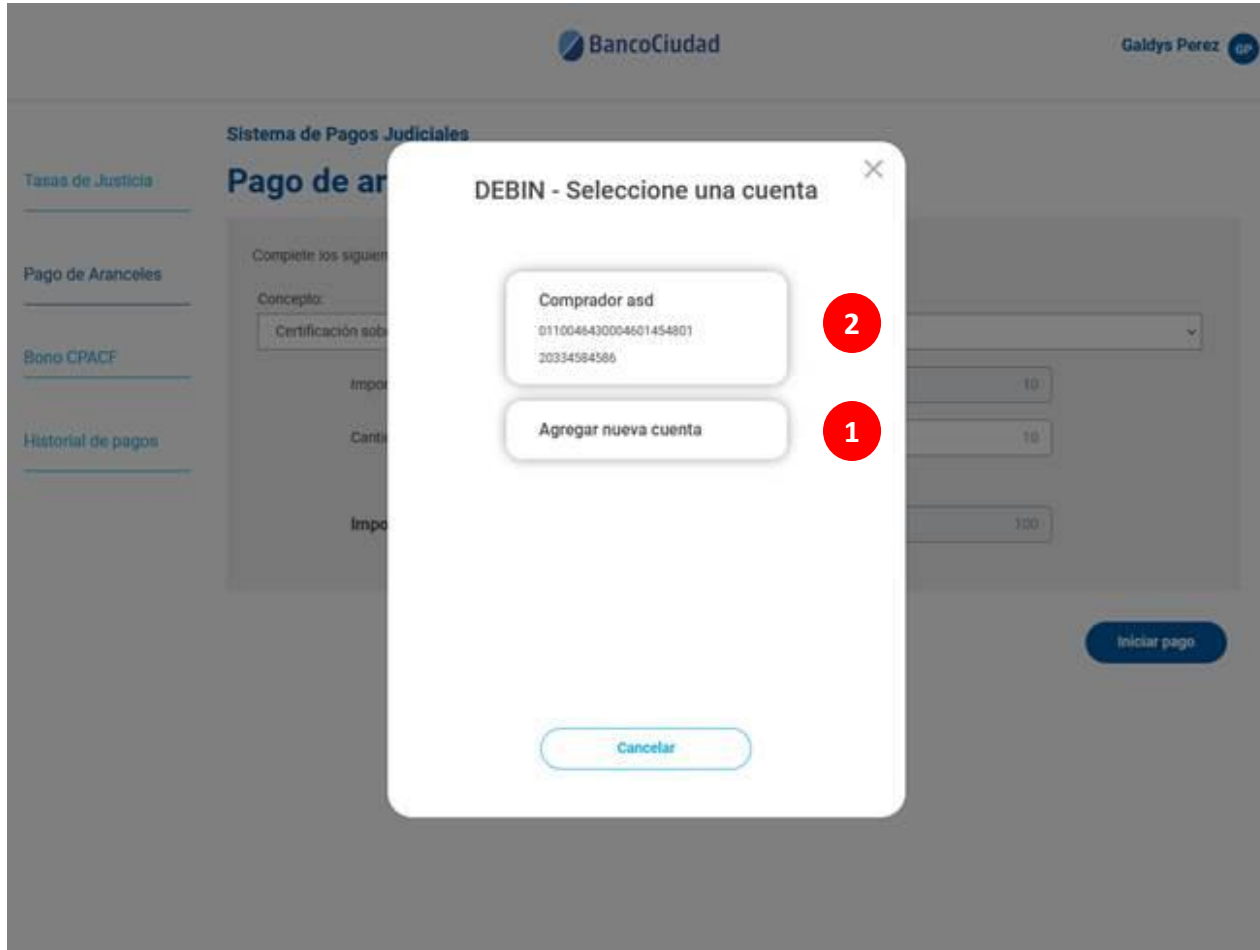 BancoCiudad
Galdys Perez GP
Sistema de Pagos Judiciales
Tasas de Justicia
Pago de ar
DEBIN - Seleccione una cuenta
Complete los siguien
Pago de Aranceles
Concepto:
Certificación sob
Comprador asd
0110046430004601454801
20334584586
2
Bono CPACF
Impor
10
Agregar nueva cuenta
1
Historial de pagos
Canti
10
Impo
100
Iniciar pago
Cancelar